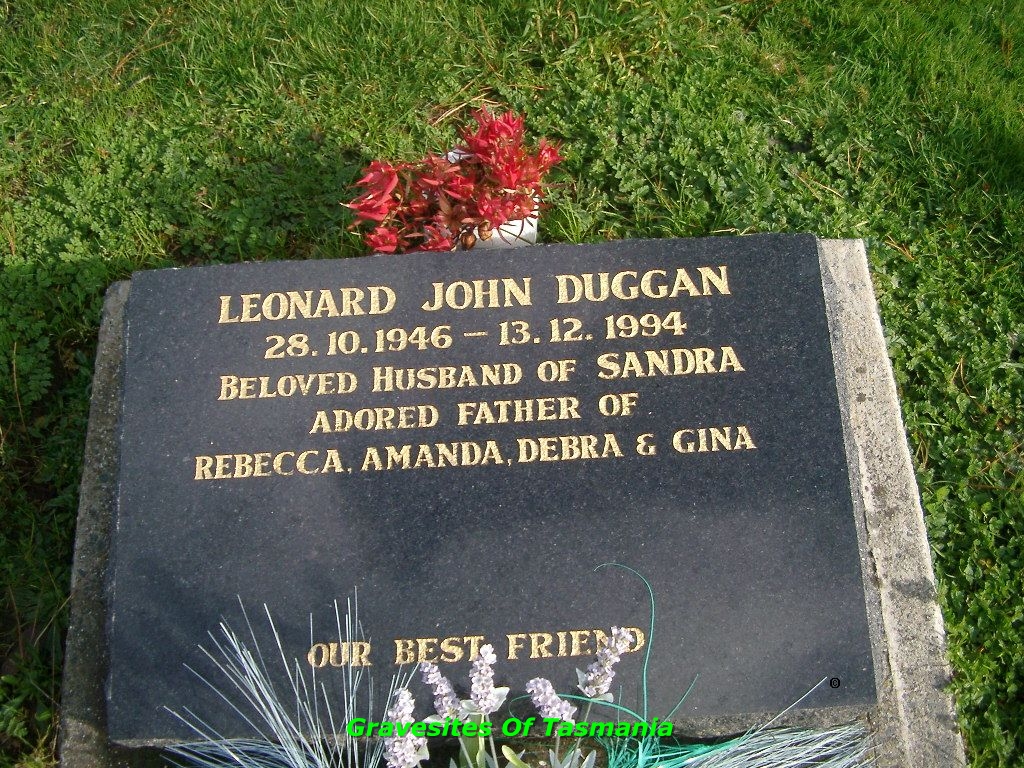 LEONARD JOHN DUGGAN
28.10.1946 – 13.12.1994
BELOVED HUSBAND OF SANDRA
ADORED FATHER OF
REBECCA, AMANDA, DEBRA & GINA
OUR BEST FRIEND
Gravesites Of Tasmania